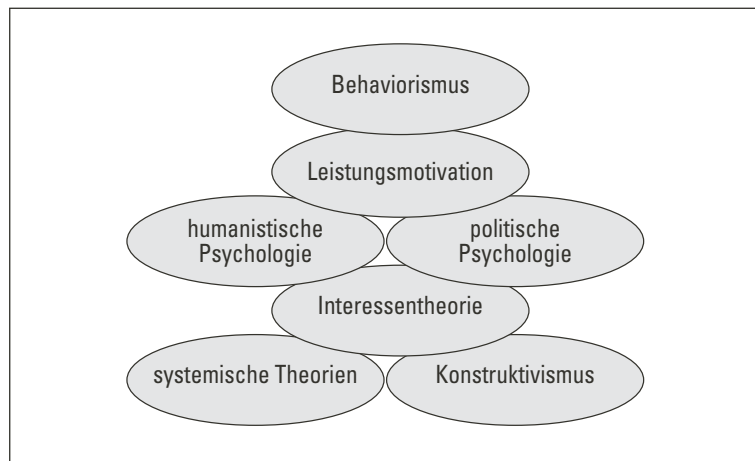 Behaviorismus
Leistungsmotivation
humanistische
Psychologie
politische
Psychologie
Interessentheorie
systemische Theorien
Konstruktivismus